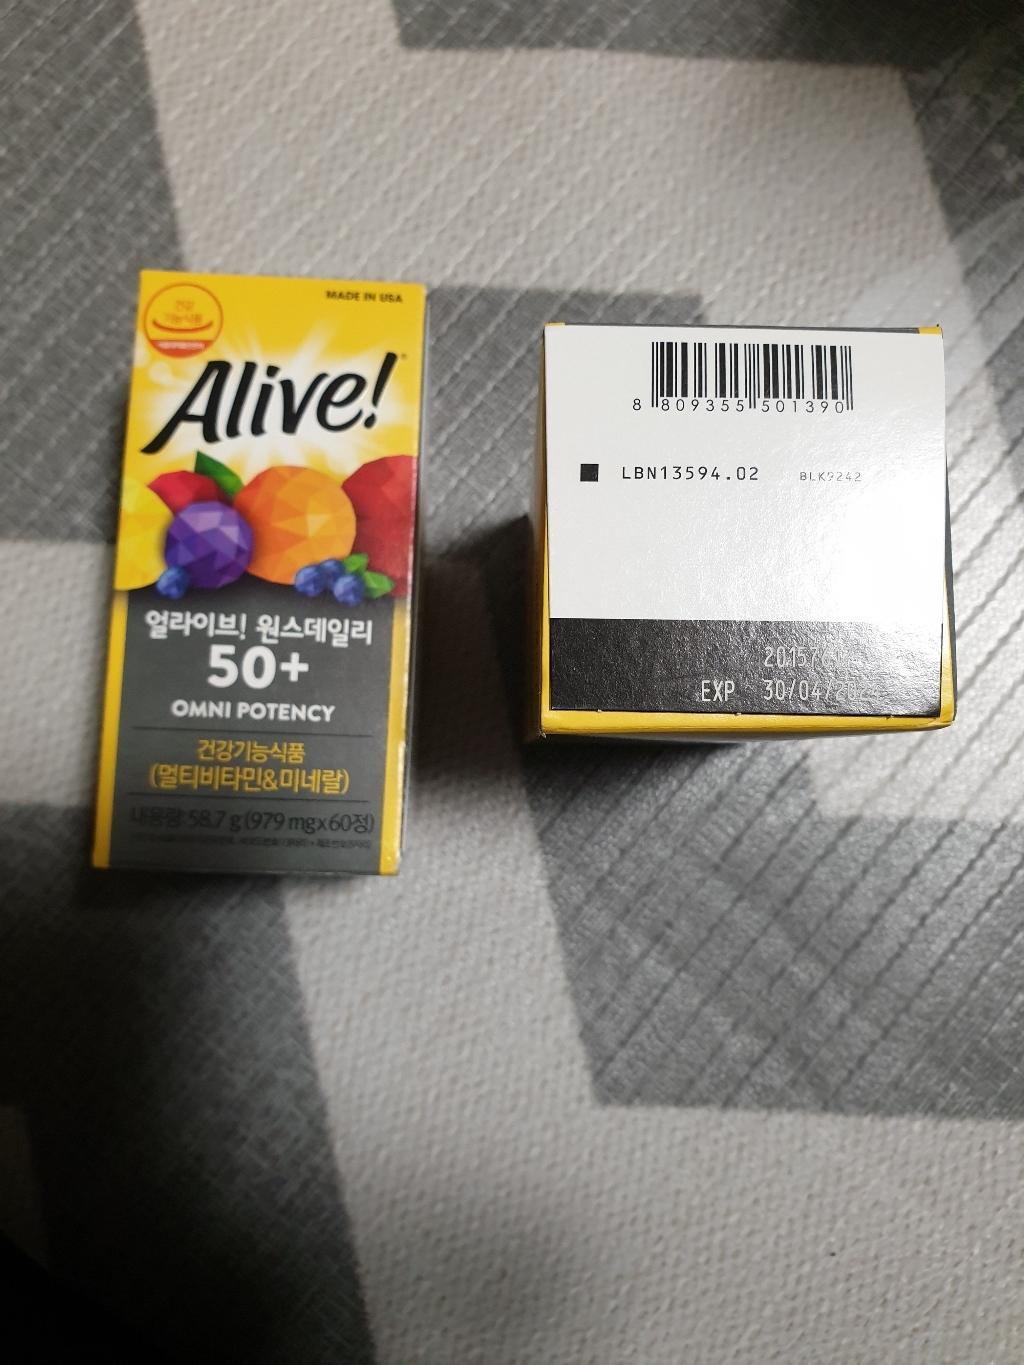 MADE IN USA
건강
기능식품
Alive!
얼라이브! 원스데일리
50+
OMNI POTENCY
건강기능식품
(멀티비타민&미네랄)
내용량 58.7 g (979 mg x 60정)
8 809355 501390
LBN13594.02
EXP 30/04/